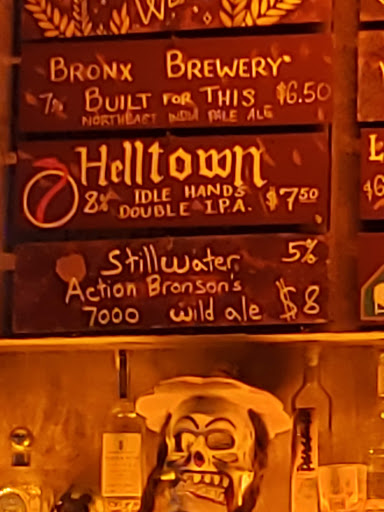 BRONX BREWERY
7% BUILT FOR THIS $6.50
NORTHEAST INDIA PALE ALE
Helltown
8% IDLE HANDS
DOUBLE I.P.A. $7.50
Stillwater 5%
Action Bronson's
7000 wild ale $8